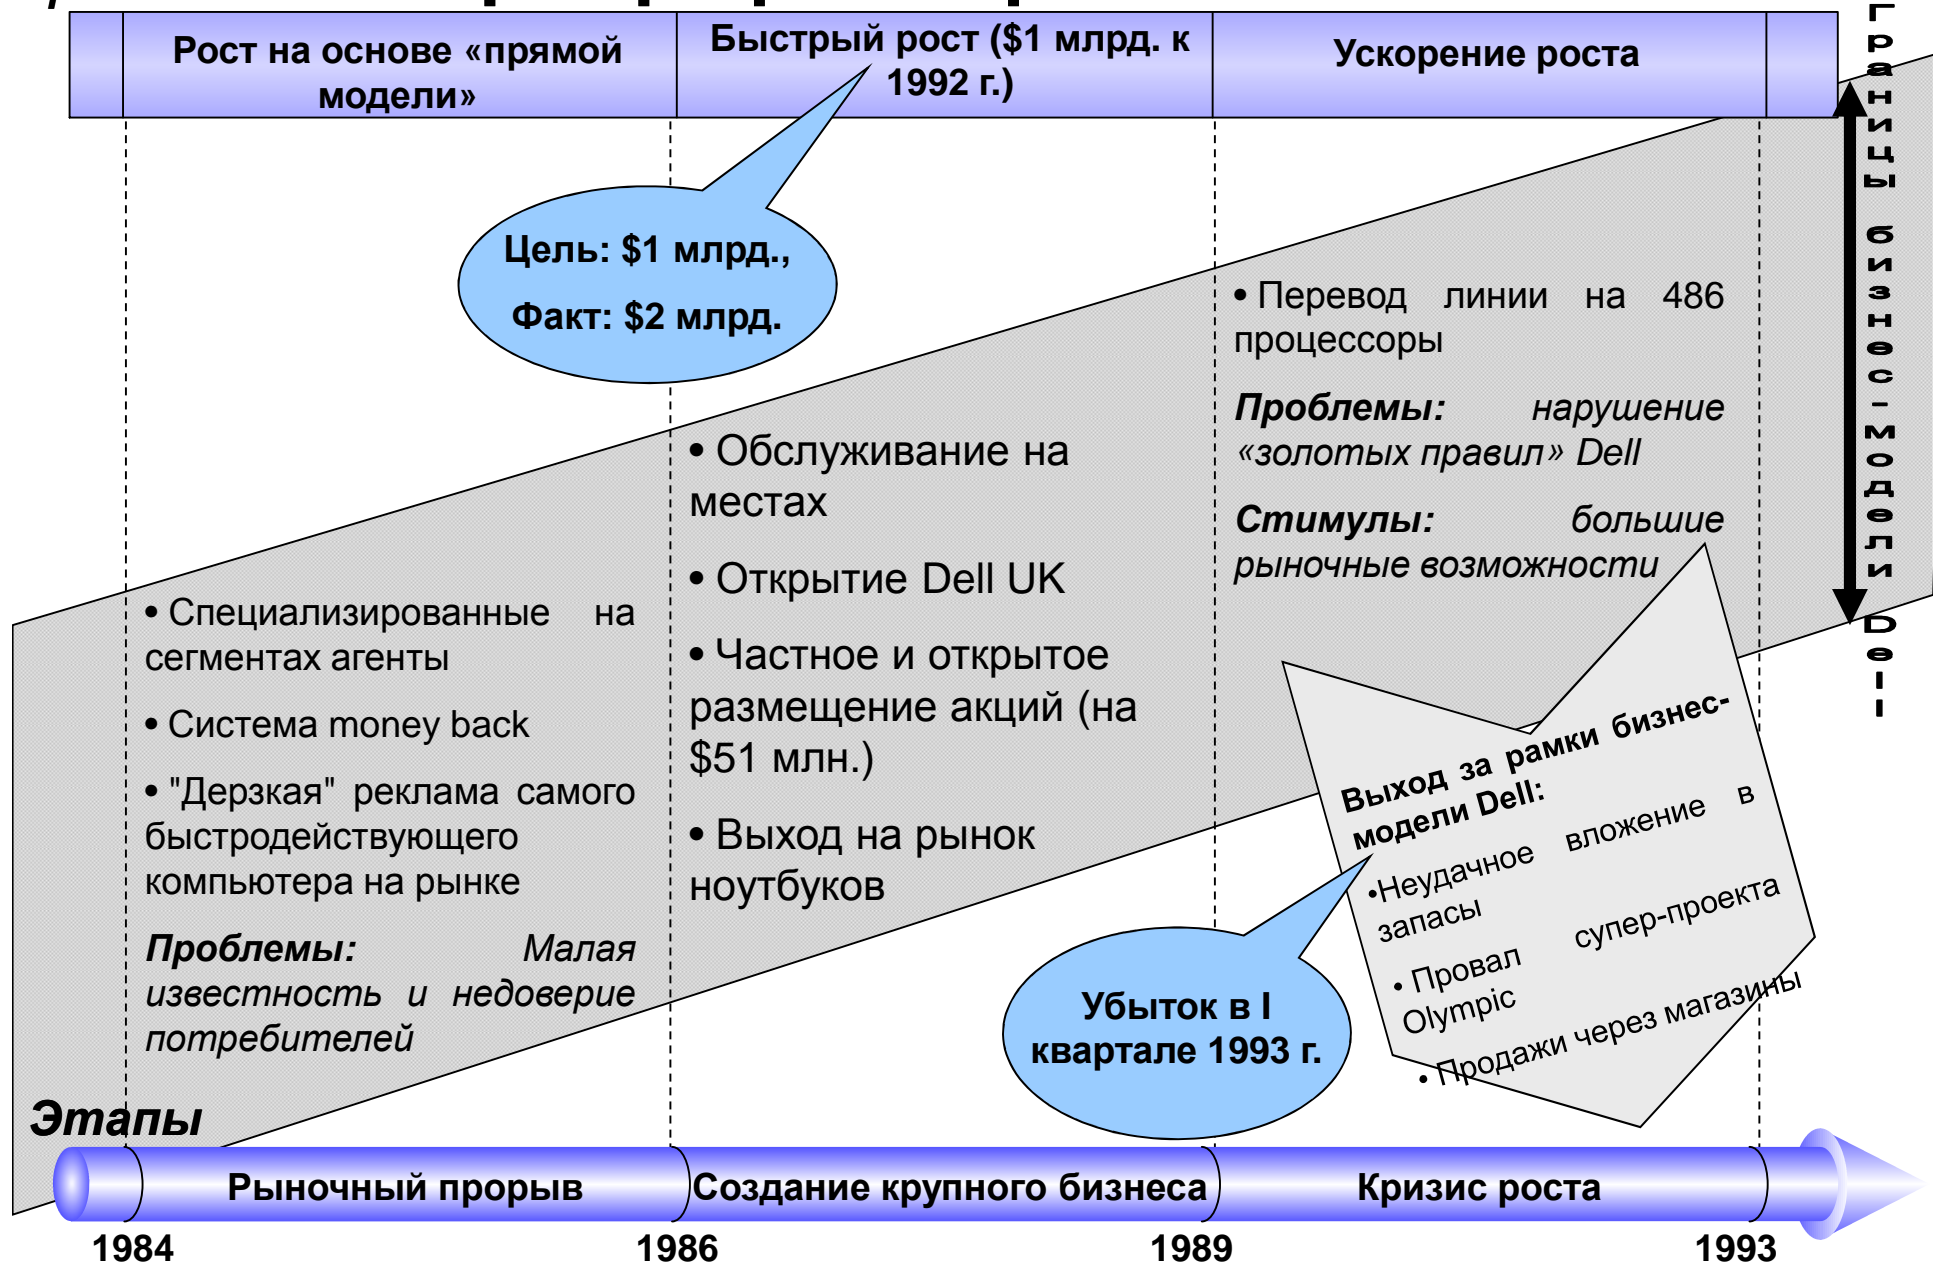 Рост на основе «прямой
модели»
Быстрый рост ($1 млрд. к
1992 г.)
Ускорение роста
Границы бизнес-модели Dell
Цель: $1 млрд.,
Факт: $2 млрд.
• Специализированные на
сегментах агенты
• Система money back
• "Дерзкая" реклама самого
быстродействующего
компьютера на рынке
Проблемы: Малая
известность и недоверие
потребителей
• Обслуживание на
местах
• Открытие Dell UK
• Частное и открытое
размещение акций (на
$51 млн.)
• Выход на рынок
ноутбуков
• Перевод линии на 486
процессоры
Проблемы: нарушение
«золотых правил» Dell
Стимулы: большие
рыночные возможности
Выход за рамки бизнес-
модели Dell:
•Неудачное вложение в
запасы
• Провал супер-проекта
Olympic
• Продажи через магазины
Убыток в I
квартале 1993 г.
Этапы
Рыночный прорыв
Создание крупного бизнеса
Кризис роста
1984
1986
1989
1993